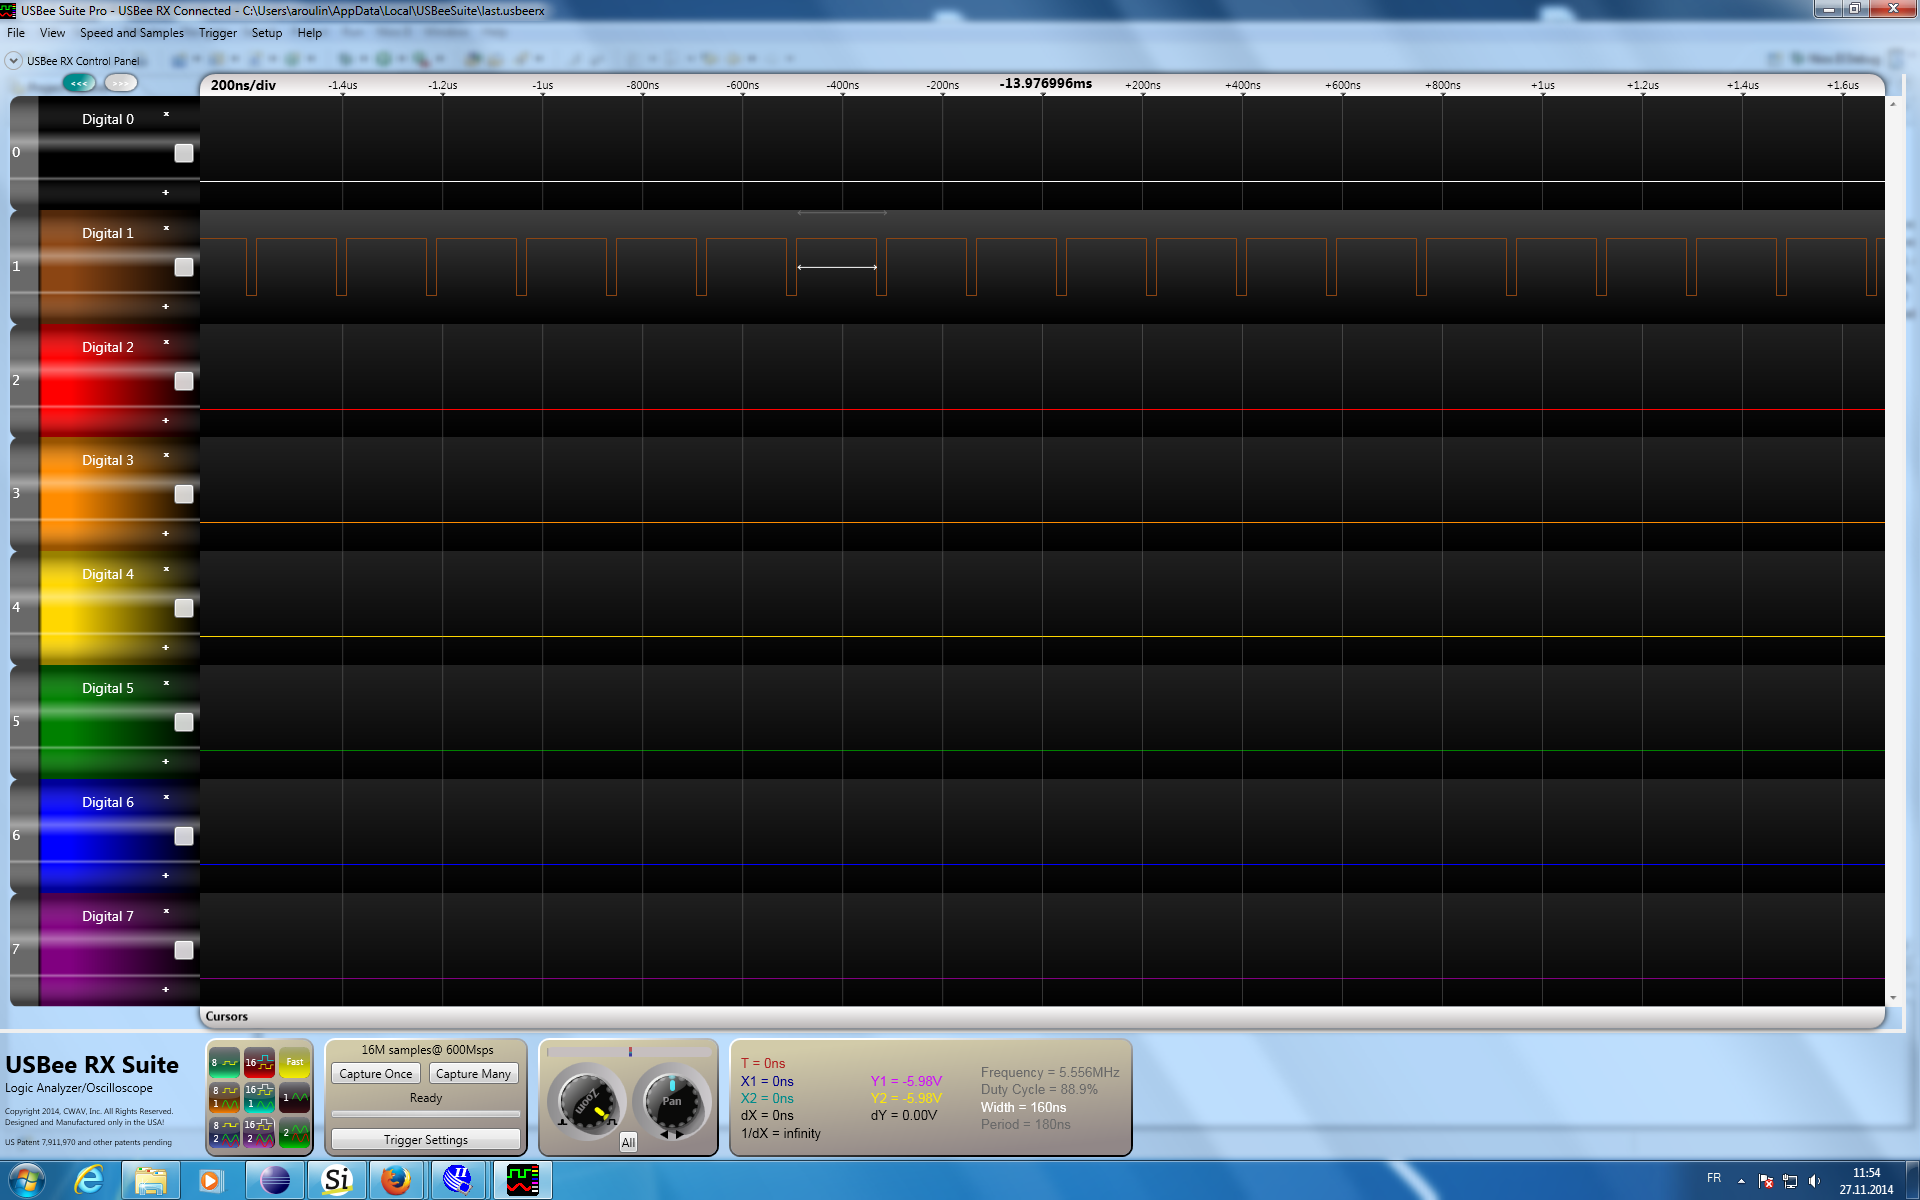 USBee Suite Pro - USBee RX Connected - C:\Users\aroulin\AppData\Local\USBeeSuite\last.usbeerx
File View Speed and Samples Trigger Setup Help
USBee RX Control Panel
<<< >>>
200ns/div -1.4us -1.2us -1us -800ns -600ns -400ns -200ns -13.976996ms +200ns +400ns +600ns +800ns +1us +1.2us +1.4us +1.6us
Digital 0 x
0
+
Digital 1 x
1
+
Digital 2 x
2
+
Digital 3 x
3
+
Digital 4 x
4
+
Digital 5 x
5
+
Digital 6 x
6
+
Digital 7 x
7
+
Cursors
USBee RX Suite
Logic Analyzer/Oscilloscope
Copyright 2014, CWAV, Inc. All Rights Reserved.
Designed and Manufactured only in the USA!
US Patent 7,911,970 and other patents pending
8 16 Fast
8 1 16 1 1
8 2 16 2 2
16M samples@ 600Msps
Capture Once Capture Many
Ready
Trigger Settings
Zoom Pan
All
T = 0ns
X1 = 0ns Y1 = -5.98V
X2 = 0ns Y2 = -5.98V
dX = 0ns dY = 0.00V
1/dX = infinity
Frequency = 5.556MHz
Duty Cycle = 88.9%
Width = 160ns
Period = 180ns
Si
FR
11:54
27.11.2014